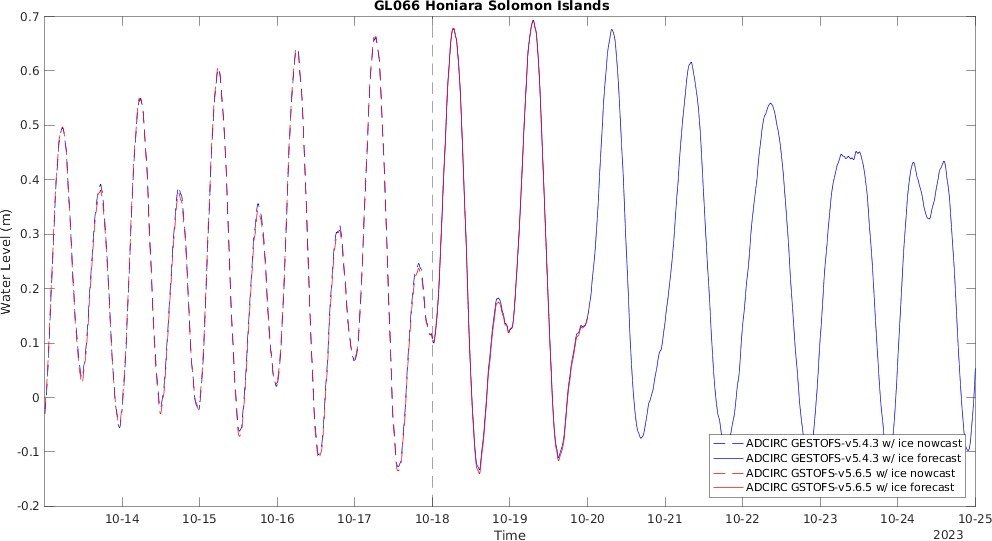 GL066 Honiara Solomon Islands
0.7
0.6
0.5
0.4
0.3
0.2
0.1
0
-0.1
-0.2
Water Level (m)
ADCIRC GESTOFS-v5.4.3 w/ ice nowcast
ADCIRC GESTOFS-v5.4.3 w/ ice forecast
ADCIRC GSTOFS-v5.6.5 w/ ice nowcast
ADCIRC GSTOFS-v5.6.5 w/ ice forecast
10-14 10-15 10-16 10-17 10-18 10-19 10-20 10-21 10-22 10-23 10-24 10-25
Time
2023